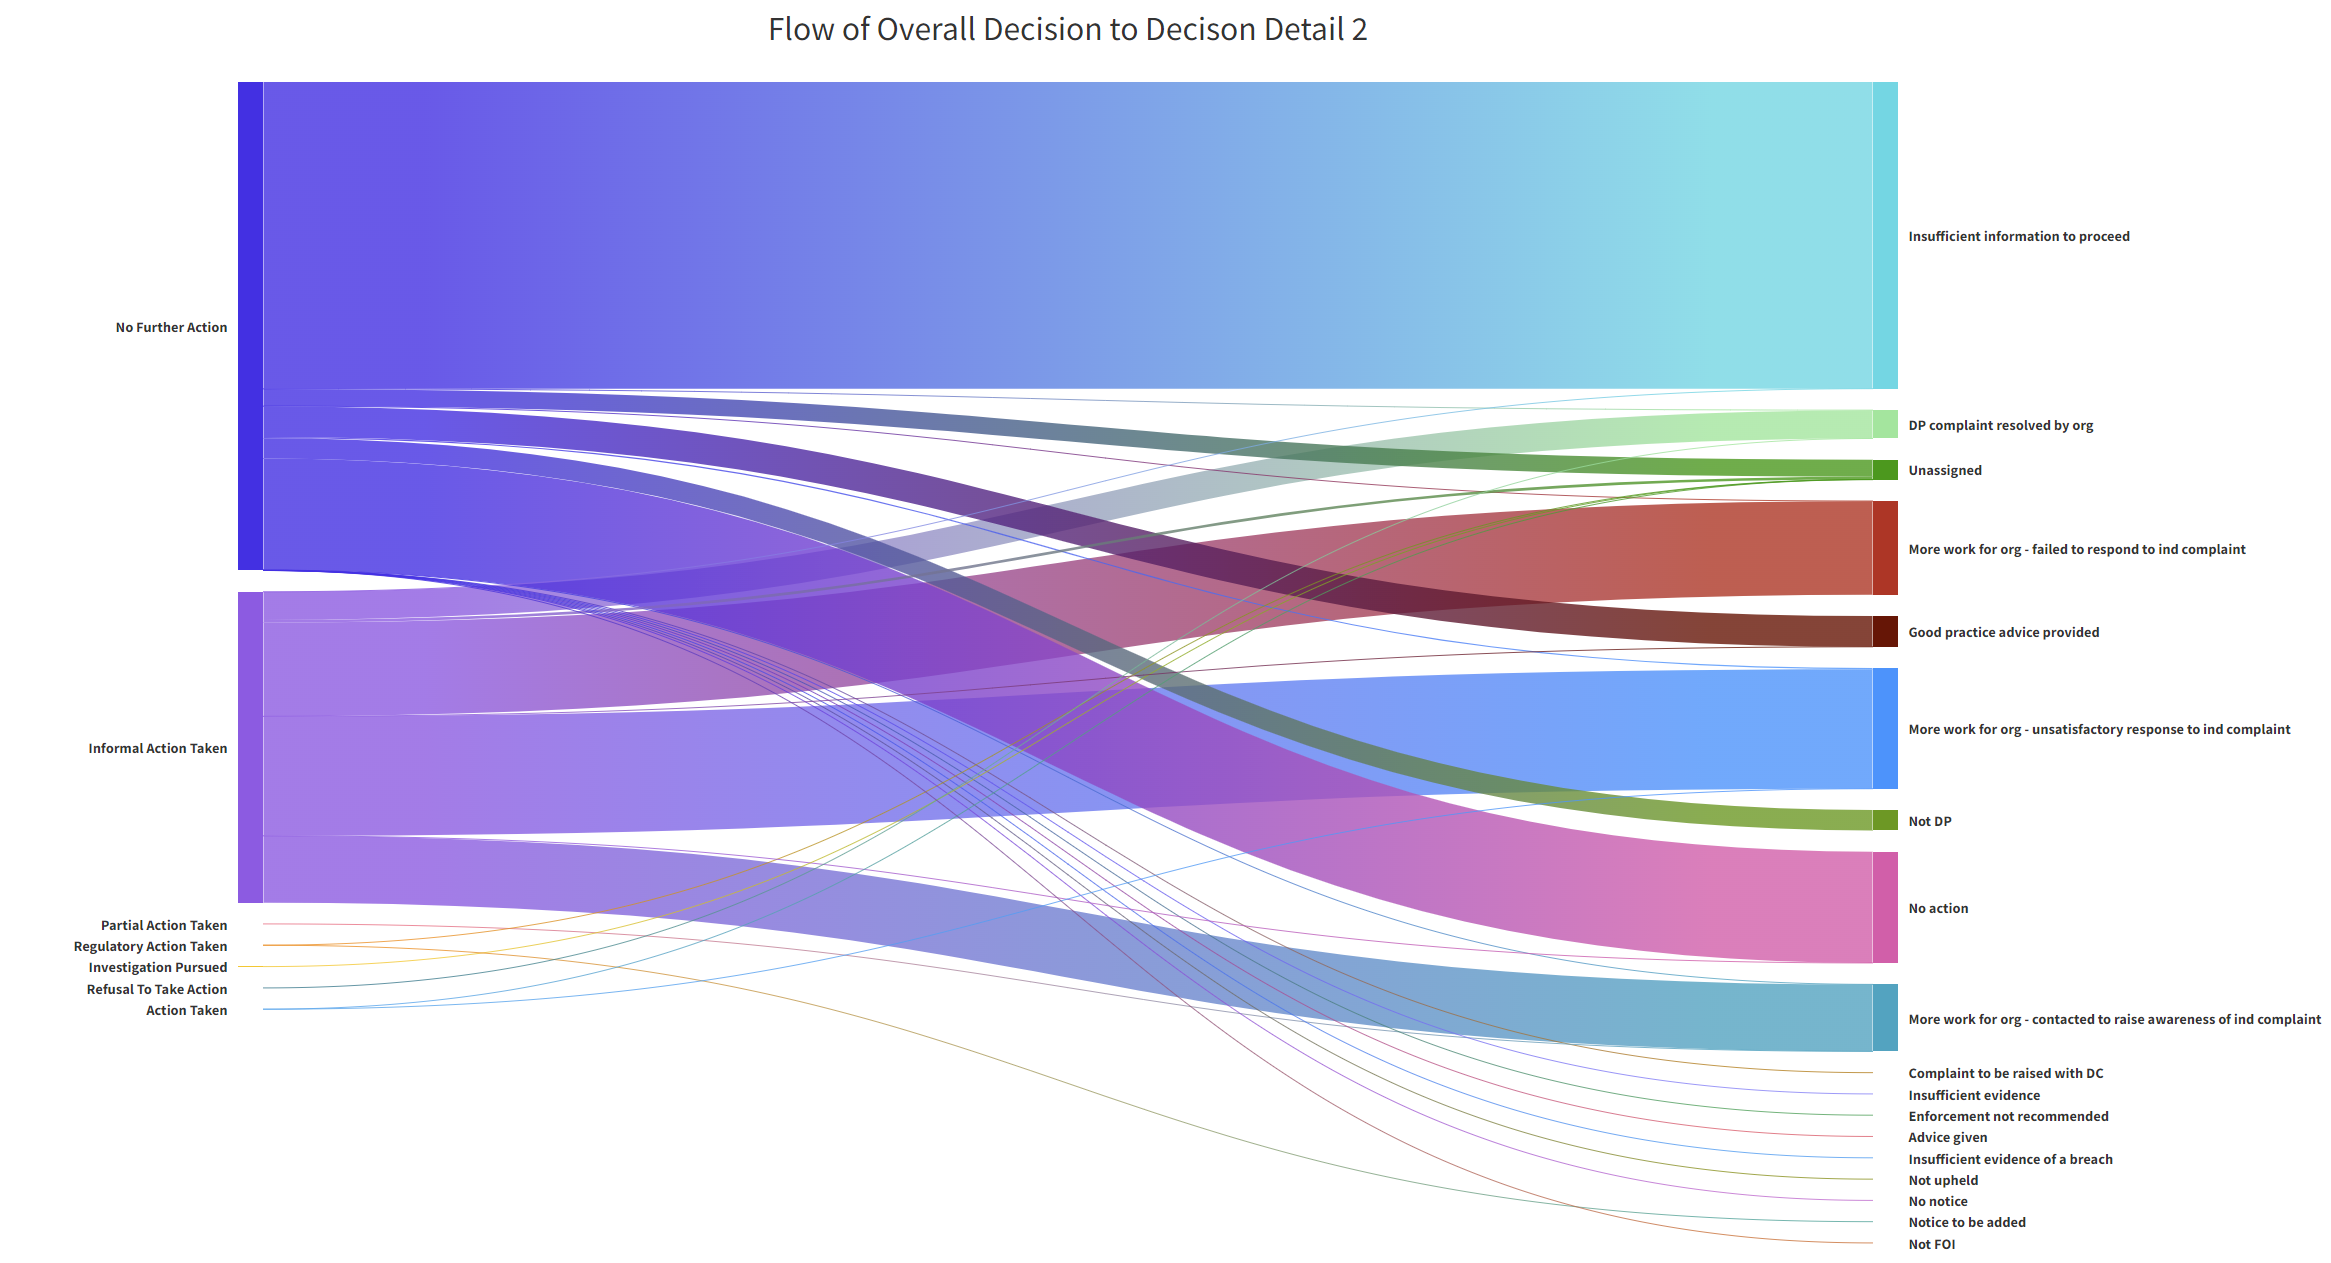 Flow of Overall Decision to Decison Detail 2
No Further Action
Informal Action Taken
Partial Action Taken
Regulatory Action Taken
Investigation Pursued
Refusal To Take Action
Action Taken
Insufficient information to proceed
DP complaint resolved by org
Unassigned
More work for org - failed to respond to ind complaint
Good practice advice provided
More work for org - unsatisfactory response to ind complaint
Not DP
No action
More work for org - contacted to raise awareness of ind complaint
Complaint to be raised with DC
Insufficient evidence
Enforcement not recommended
Advice given
Insufficient evidence of a breach
Not upheld
No notice
Notice to be added
Not FOI